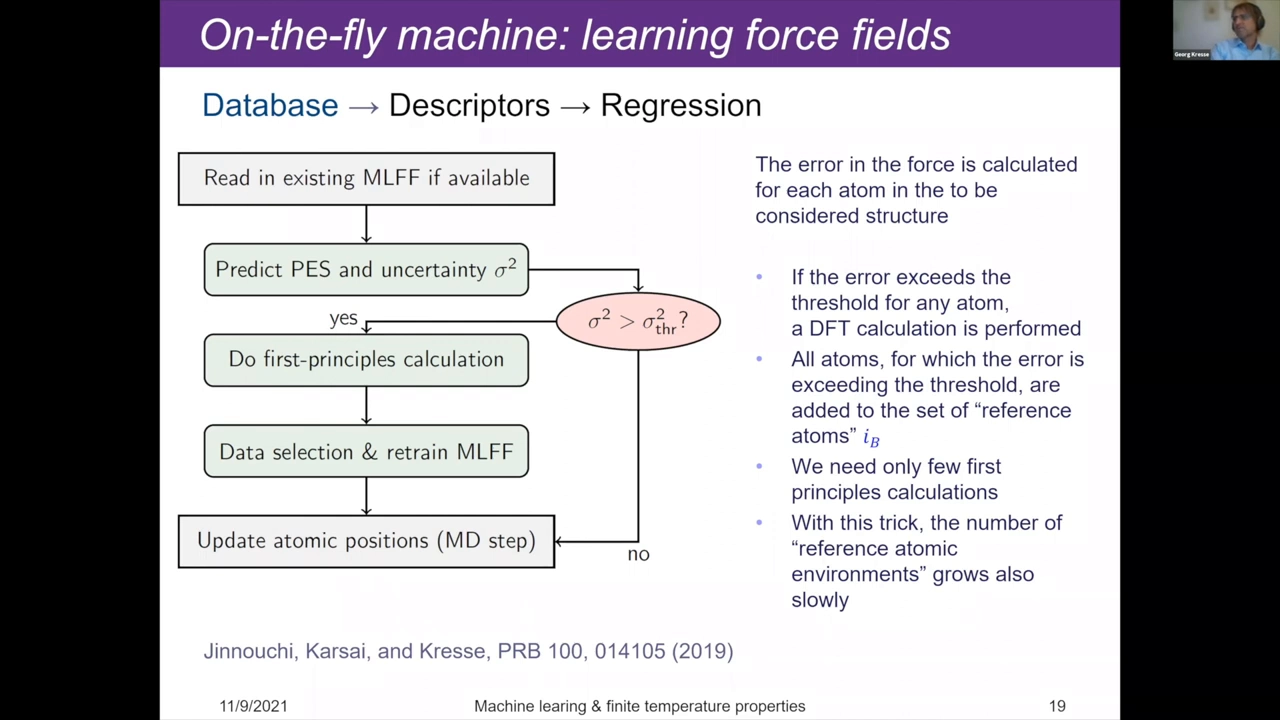 On-the-fly machine: learning force fields
Georg Kresse
Database → Descriptors → Regression
Read in existing MLFF if available
Predict PES and uncertainty σ²
σ² > σ²thr?
yes
Do first-principles calculation
Data selection & retrain MLFF
Update atomic positions (MD step)
no
The error in the force is calculated
for each atom in the to be
considered structure
• If the error exceeds the
threshold for any atom,
a DFT calculation is performed
• All atoms, for which the error is
exceeding the threshold, are
added to the set of “reference
atoms” iB
• We need only few first
principles calculations
• With this trick, the number of
“reference atomic
environments” grows also
slowly
Jinnouchi, Karsai, and Kresse, PRB 100, 014105 (2019)
11/9/2021
Machine learing & finite temperature properties
19